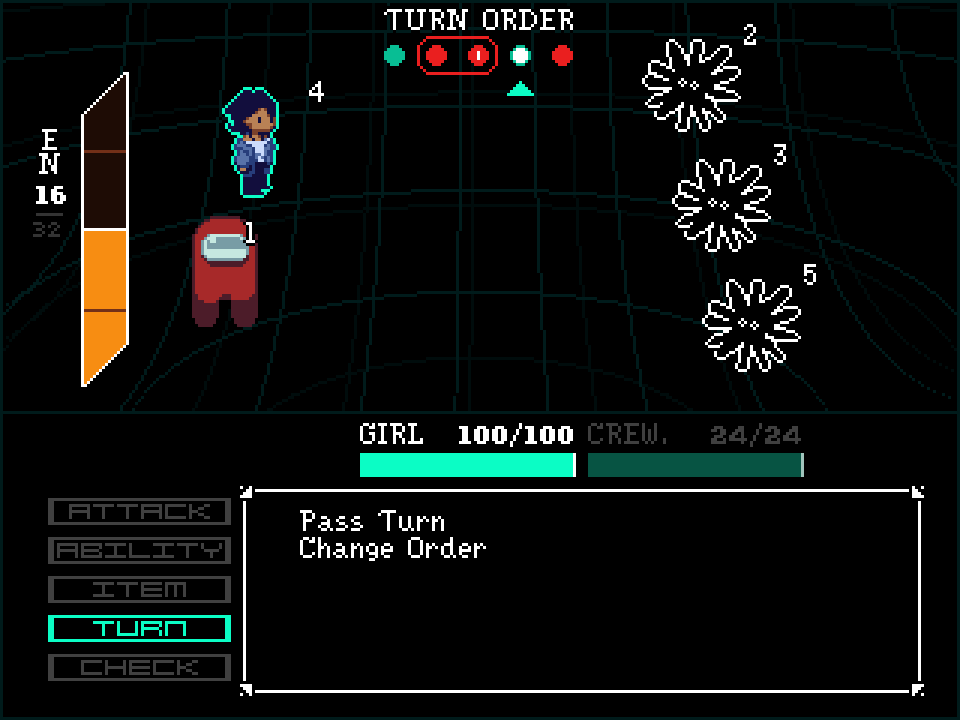 TURN ORDER
2
4
3
1
5
EN
16
32
GIRL 100/100 CREW. 24/24
ATTACK
ABILITY
ITEM
TURN
CHECK
Pass Turn
Change Order